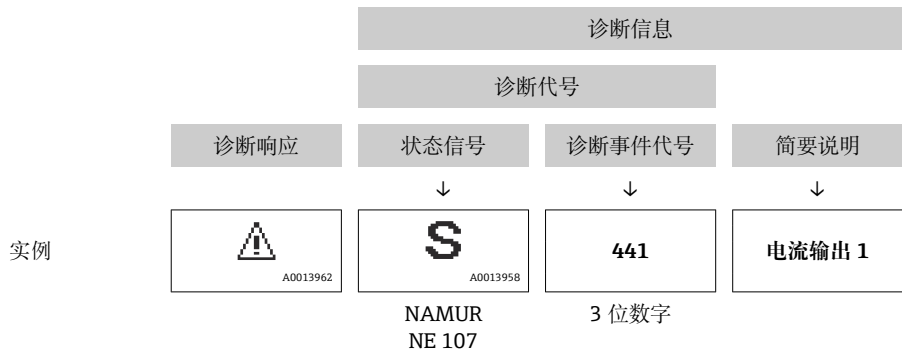 诊断信息
诊断代号
诊断响应 状态信号 诊断事件代号 简要说明
↓ ↓ ↓
实例 S 441 电流输出 1
A0013962 A0013958
NAMUR 3 位数字
NE 107